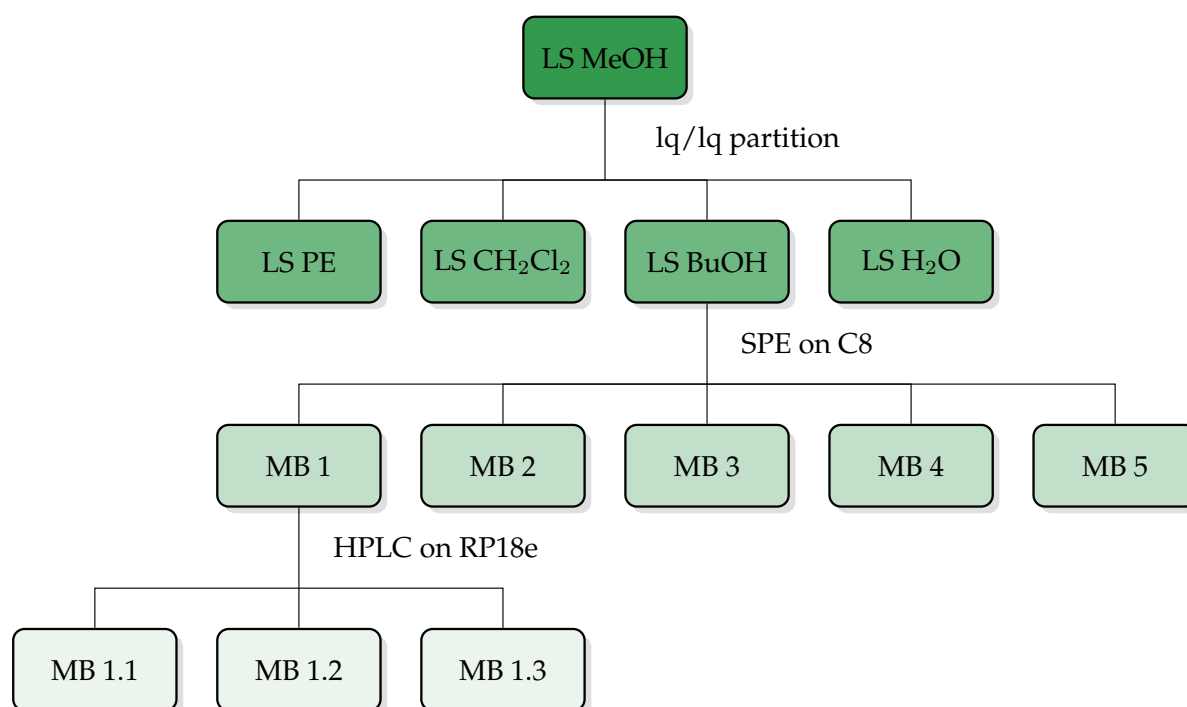 LS MeOH
lq/lq partition
LS PE
LS CH₂Cl₂
LS BuOH
LS H₂O
SPE on C8
MB 1
MB 2
MB 3
MB 4
MB 5
HPLC on RP18e
MB 1.1
MB 1.2
MB 1.3